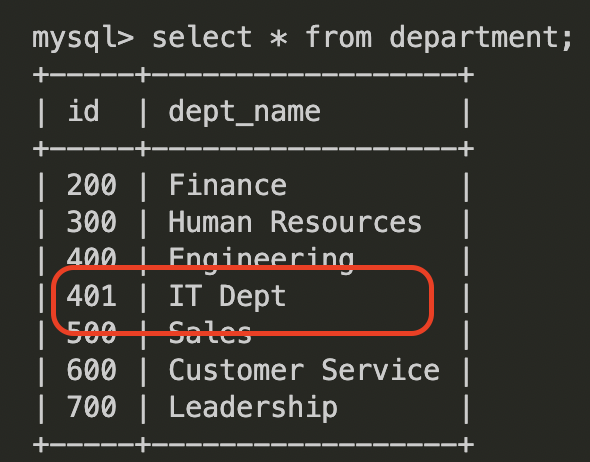 mysql> select * from department;
+-----+------------------+
| id  | dept_name        |
+-----+------------------+
| 200 | Finance          |
| 300 | Human Resources  |
| 400 | Engineering      |
| 401 | IT Dept          |
| 500 | Sales            |
| 600 | Customer Service |
| 700 | Leadership       |
+-----+------------------+